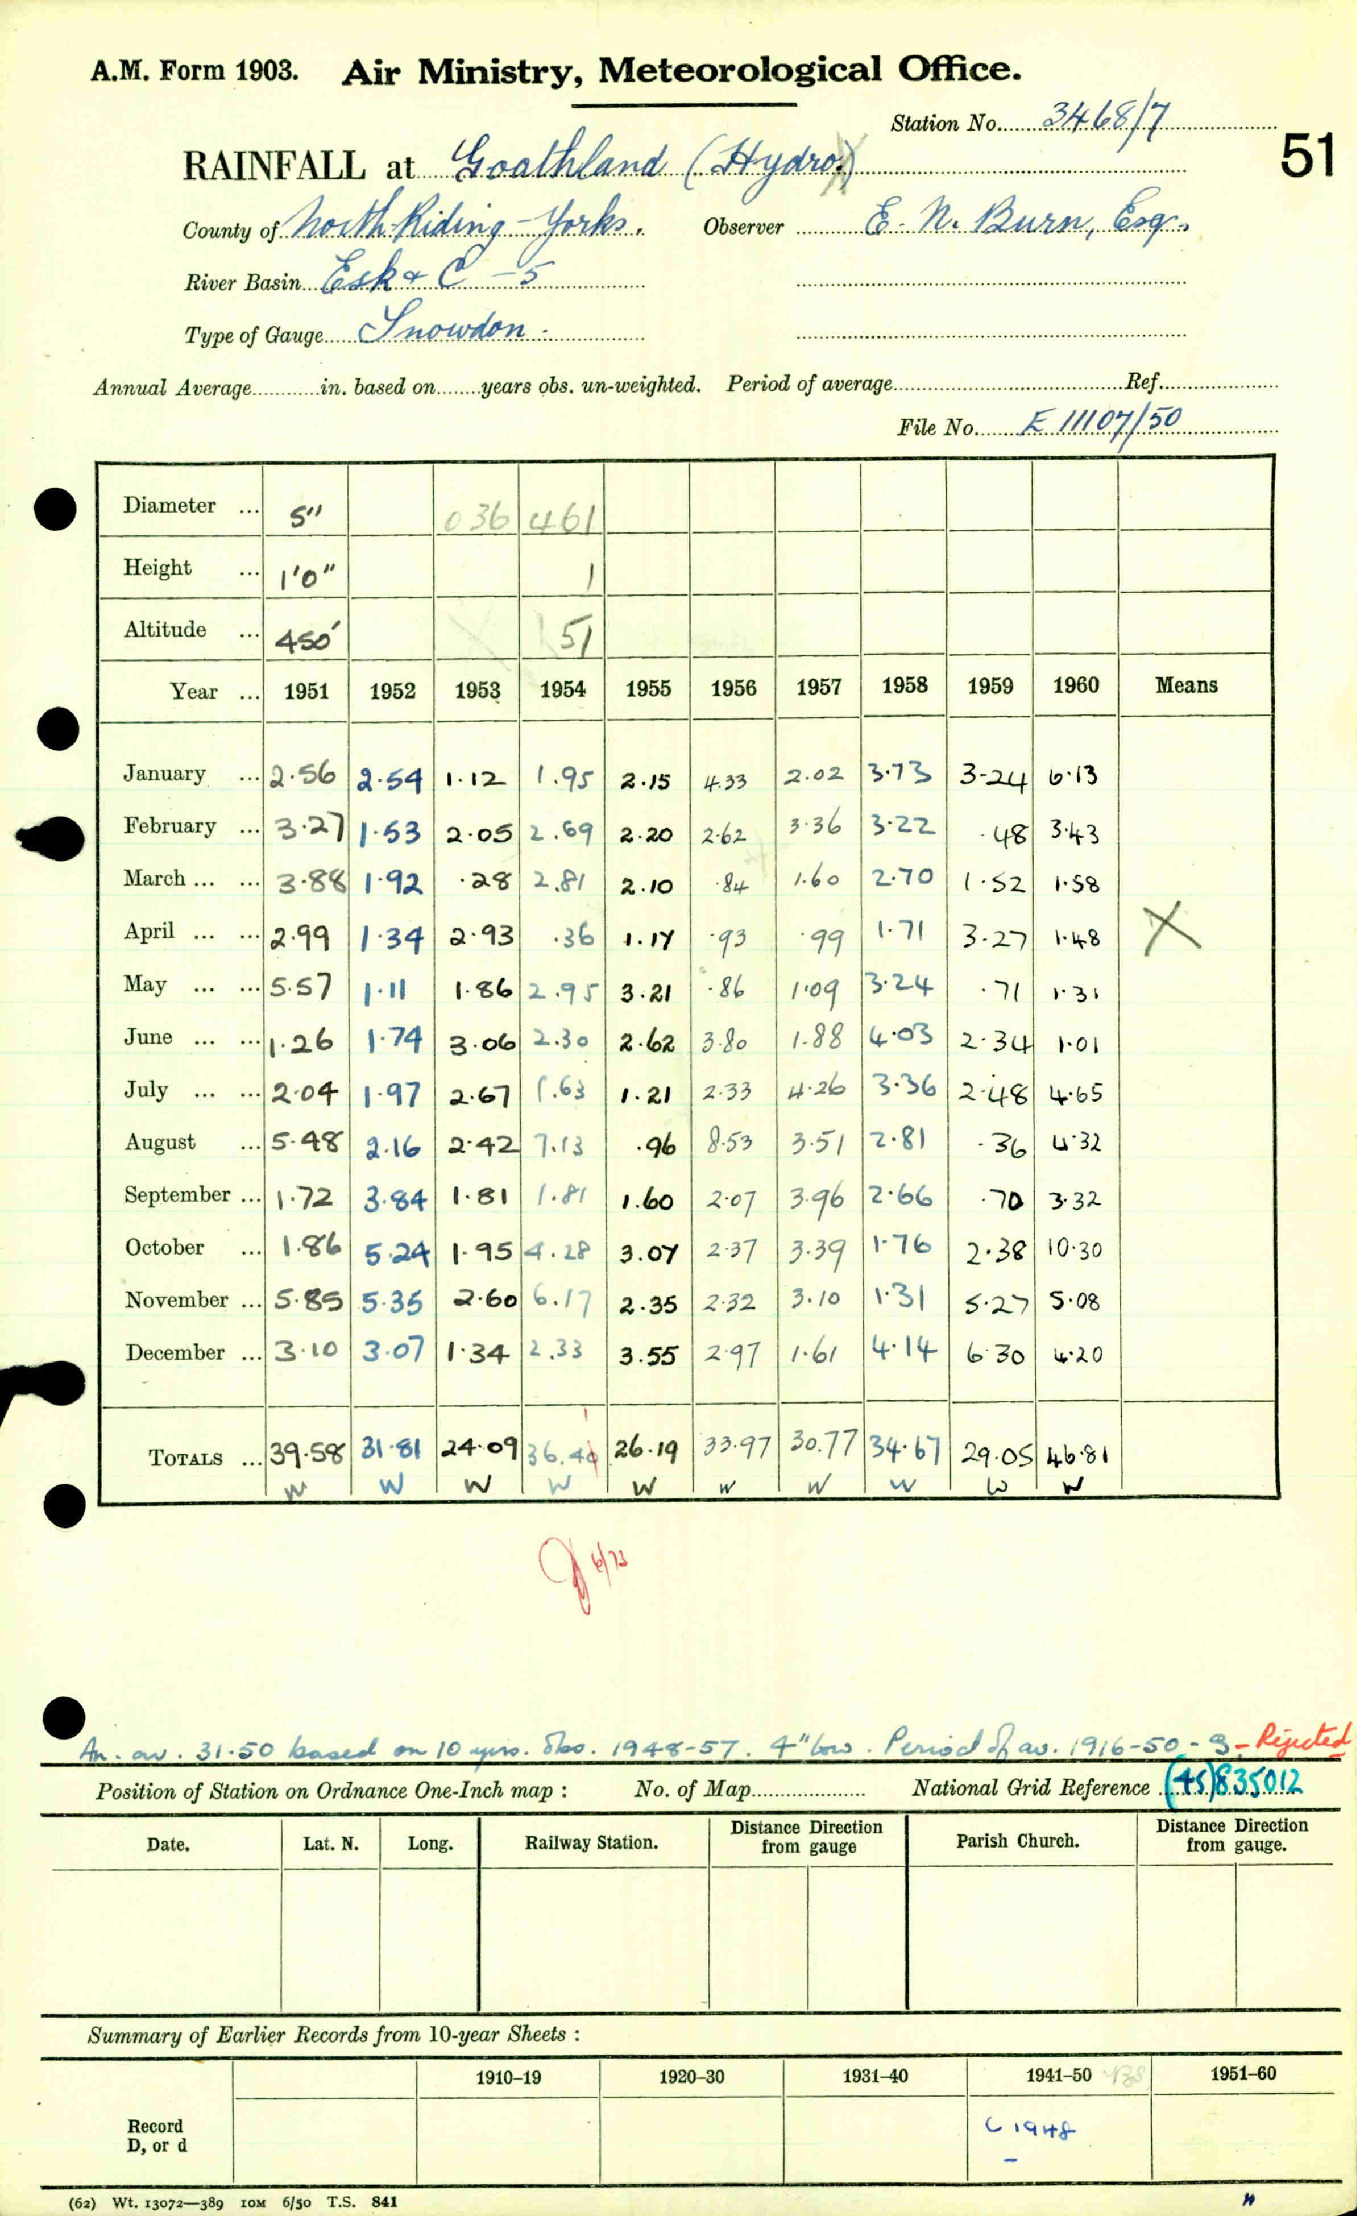 A.M. Form 1903. Air Ministry, Meteorological Office.
Station No. 3468/7
51
RAINFALL at Goathland (Hydro)
County of North Riding - Yorks. Observer E. N. Burn, Esq.
River Basin Esk & C - 5
Type of Gauge Snowdon.
Annual Average in. based on years obs. un-weighted. Period of average Ref.
File No. E 11107/50
Diameter ... 5" 036 461
Height ... 1'0" 1
Altitude ... 450' 51
Year ... 1951 1952 1953 1954 1955 1956 1957 1958 1959 1960 Means
January ... 2.56 2.54 1.12 1.95 2.15 4.33 2.02 3.73 3.24 6.13
February ... 3.27 1.53 2.05 2.69 2.20 2.62 3.36 3.22 .48 3.43
March ... ... 3.88 1.92 .28 2.81 2.10 .84 1.60 2.70 1.52 1.58
April ... ... 2.99 1.34 2.93 .36 1.17 .93 .99 1.71 3.27 1.48 X
May ... ... 5.57 1.11 1.86 2.95 3.21 .86 1.09 3.24 .71 1.31
June ... ... 1.26 1.74 3.06 2.30 2.62 3.80 1.88 4.03 2.34 1.01
July ... ... 2.04 1.97 2.67 1.63 1.21 2.33 4.26 3.36 2.48 4.65
August ... 5.48 2.16 2.42 7.13 .96 8.53 3.51 2.81 .36 4.32
September ... 1.72 3.84 1.81 1.81 1.60 2.07 3.96 2.66 .70 3.32
October ... 1.86 5.24 1.95 4.28 3.07 2.37 3.39 1.76 2.38 10.30
November ... 5.85 5.35 2.60 6.17 2.35 2.32 3.10 1.31 5.27 5.08
December ... 3.10 3.07 1.34 2.33 3.55 2.97 1.61 4.14 6.30 4.20
1
TOTALS ... 39.58 31.81 24.09 36.40 26.19 33.97 30.77 34.67 29.05 46.81
W W W W W W W W W W
6/73
An. av. 31.50 based on 10 yrs. Obs. 1948-57. 4" low. Period of av. 1916-50 - 3 - Rejected
Position of Station on Ordnance One-Inch map : No. of Map National Grid Reference (45)835012
Date. Lat. N. Long. Railway Station. Distance Direction from gauge Parish Church. Distance Direction from gauge.
Summary of Earlier Records from 10-year Sheets :
1910-19 1920-30 1931-40 1941-50 1951-60
Record
D, or d
C 1948
(62) Wt. 13072—389 10M 6/50 T.S. 841